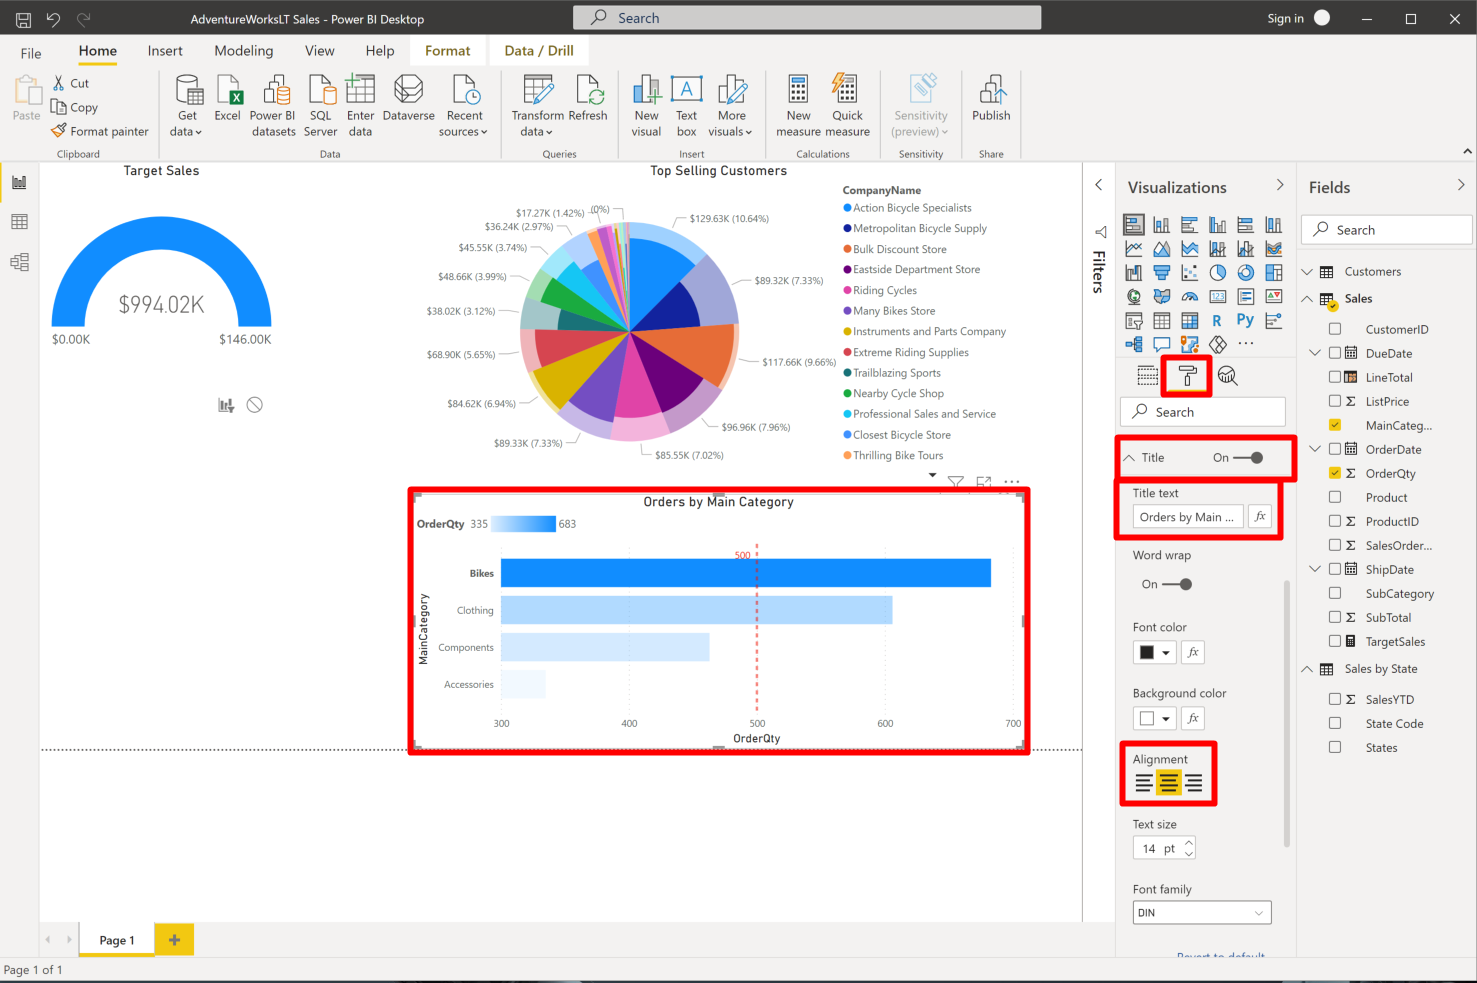 AdventureWorksLT Sales - Power BI Desktop
Search
Sign in
File
Home
Insert
Modeling
View
Help
Format
Data / Drill
Paste
Cut
Copy
Format painter
Clipboard
Get data
Excel
Power BI datasets
SQL Server
Enter data
Dataverse
Recent sources
Data
Transform data
Refresh
Queries
New visual
Text box
More visuals
Insert
New measure
Quick measure
Calculations
Sensitivity (preview)
Sensitivity
Publish
Share
Target Sales
$994.02K
$0.00K
$146.00K
Top Selling Customers
$17.27K (1.42%)
(0%)
$129.63K (10.64%)
$36.24K (2.97%)
$45.55K (3.74%)
$89.32K (7.33%)
$48.66K (3.99%)
$38.02K (3.12%)
$68.90K (5.65%)
$117.66K (9.66%)
$84.62K (6.94%)
$96.96K (7.96%)
$89.33K (7.33%)
$85.55K (7.02%)
CompanyName
Action Bicycle Specialists
Metropolitan Bicycle Supply
Bulk Discount Store
Eastside Department Store
Riding Cycles
Many Bikes Store
Instruments and Parts Company
Extreme Riding Supplies
Trailblazing Sports
Nearby Cycle Shop
Professional Sales and Service
Closest Bicycle Store
Thrilling Bike Tours
Orders by Main Category
OrderQty 335 683
500
Bikes
Clothing
Components
Accessories
MainCategory
300 400 500 600 700
OrderQty
Filters
Visualizations
123
R
Py
Search
Title On
Title text
Orders by Main ...
fx
Word wrap
On
Font color
fx
Background color
fx
Alignment
Text size
14 pt
Font family
DIN
Revert to default
Fields
Search
Customers
Sales
CustomerID
DueDate
LineTotal
Σ ListPrice
MainCateg...
OrderDate
Σ OrderQty
Product
Σ ProductID
Σ SalesOrder...
ShipDate
SubCategory
Σ SubTotal
TargetSales
Sales by State
Σ SalesYTD
State Code
States
Page 1
Page 1 of 1